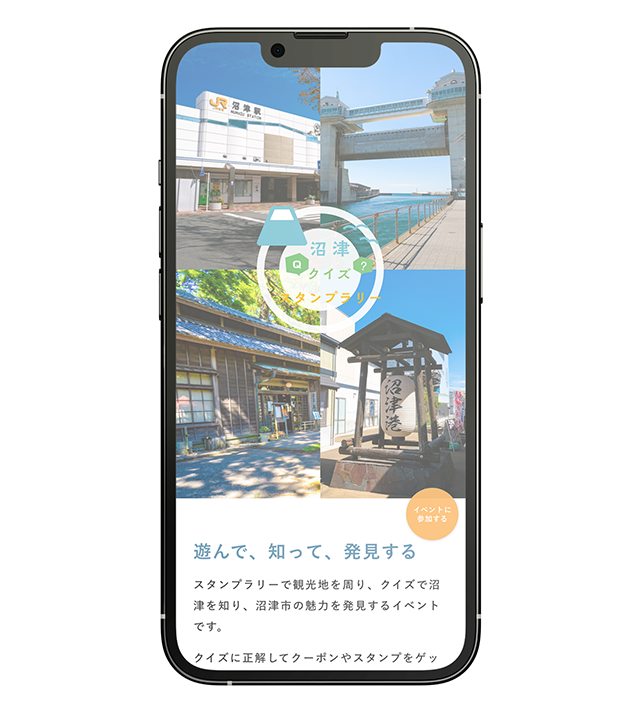 JR 沼津駅
NUMAZU STATION
沼津
Q クイズ ?
スタンプラリー
沼津港
イベントに
参加する
遊んで、知って、発見する
スタンプラリーで観光地を周り、クイズで沼
津を知り、沼津市の魅力を発見するイベント
です。
クイズに正解してクーポンやスタンプをゲッ